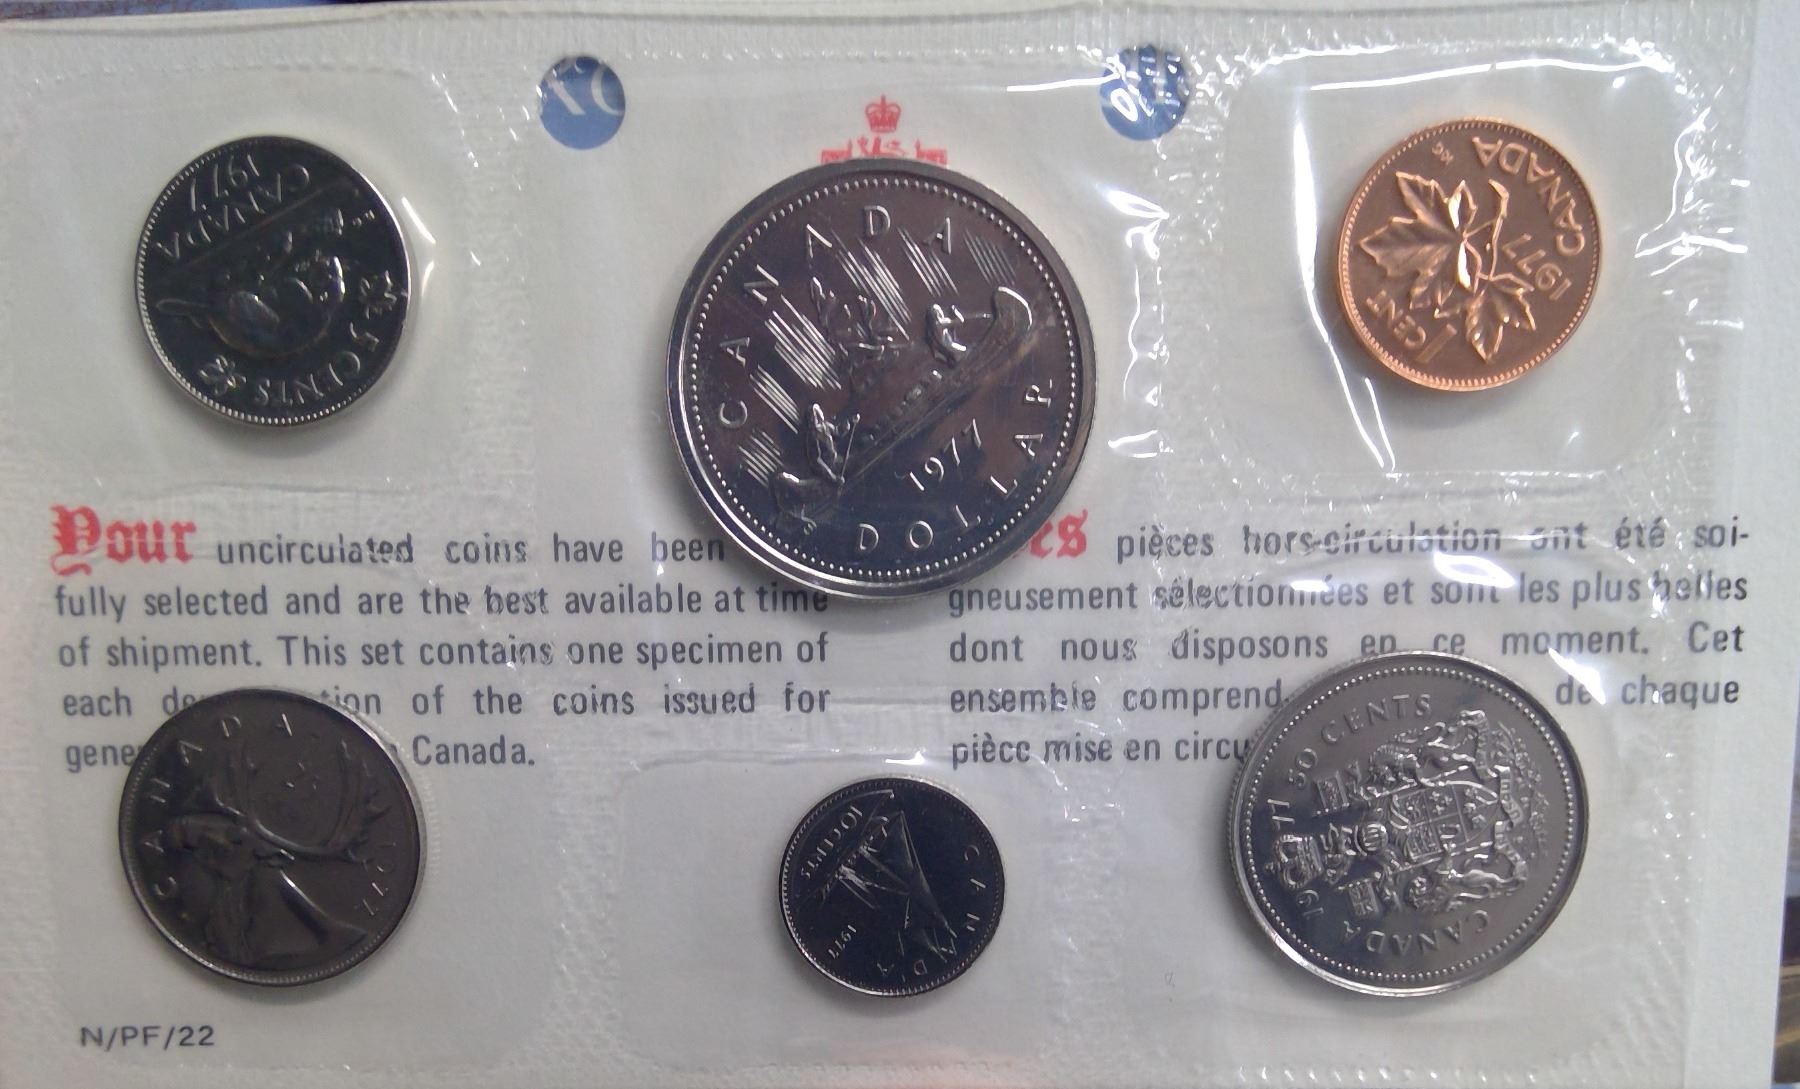 CANADA
1977
5 CENTS
CANADA
1977
DOLLAR
1 CENT
1977
CANADA
Your uncirculated coins have been
fully selected and are the best available at time
of shipment. This set contains one specimen of
each
of the coins issued for
Canada.
pièces hors-circulation ont été soi-
gneusement sélectionnées et sont les plus belles
dont nous disposons en ce moment. Cet
ensemble comprend
de chaque
pièce mise en
CANADA 1977
10 CENTS
1977
CANADA
50 CENTS
1977
CANADA
N/PF/22